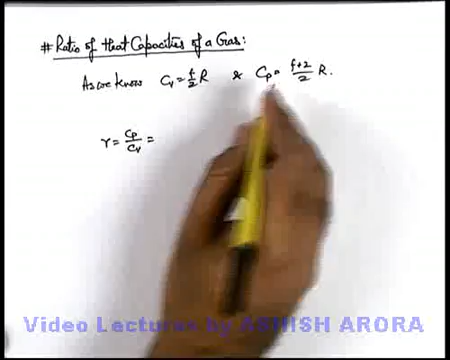 # Ratio of Heat Capacities of a Gas:
As we know Cv = f/2 R & Cp = f+2/2 R.
γ = Cp/Cv =
Video Lectures by ASHISH ARORA